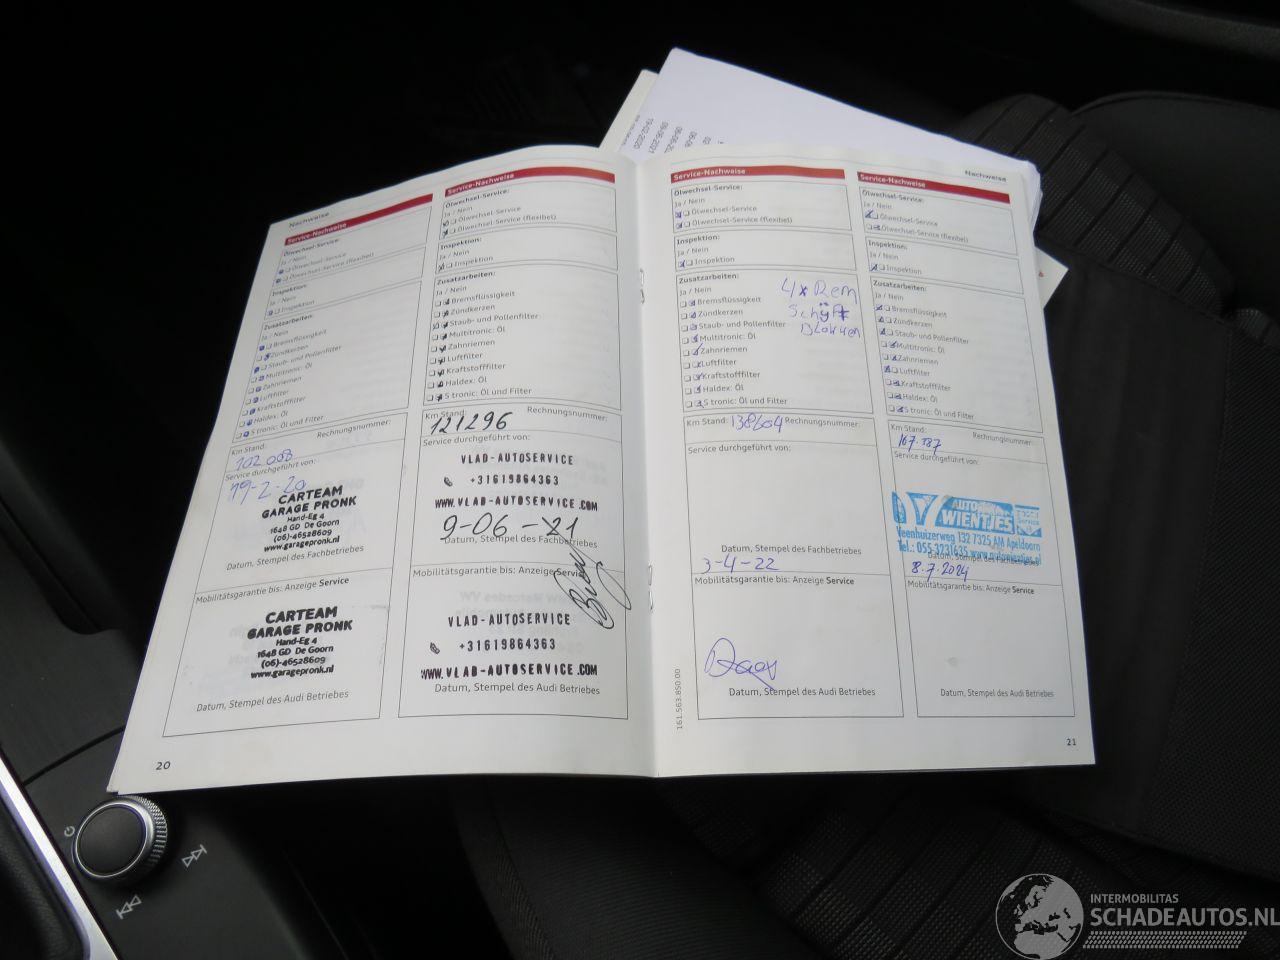 19-02-2020
09-06-2021
Nachweise
Service-Nachweise
Ölwechsel-Service:
Ja / Nein
Ölwechsel-Service
Ölwechsel-Service (flexibel)
Inspektion:
Ja / Nein
Inspektion
Zusatzarbeiten:
Ja / Nein
Bremsflüssigkeit
Zündkerzen
Staub- und Pollenfilter
Multitronic: Öl
Zahnriemen
Luftfilter
Kraftstofffilter
Haldex: Öl
S tronic: Öl und Filter
Km Stand: Rechnungsnummer:
102 008
Service durchgeführt von:
19-2-20
CARTEAM
GARAGE PRONK
Hand-Eg 4
1648 GD De Goorn
(06)-46528609
www.garagepronk.nl
Datum, Stempel des Fachbetriebes
Mobilitätsgarantie bis: Anzeige Service
CARTEAM
GARAGE PRONK
Hand-Eg 4
1648 GD De Goorn
(06)-46528609
www.garagepronk.nl
Datum, Stempel des Audi Betriebes
20
Service-Nachweise
Ölwechsel-Service:
Ja / Nein
Ölwechsel-Service
Ölwechsel-Service (flexibel)
Inspektion:
Ja / Nein
Inspektion
Zusatzarbeiten:
Ja / Nein
Bremsflüssigkeit
Zündkerzen
Staub- und Pollenfilter
Multitronic: Öl
Zahnriemen
Luftfilter
Kraftstofffilter
Haldex: Öl
S tronic: Öl und Filter
Km Stand: Rechnungsnummer:
121296
Service durchgeführt von:
VLAD-AUTOSERVICE
+31619864363
WWW.VLAD-AUTOSERVICE.COM
9-06-21
Datum, Stempel des Fachbetriebes
Mobilitätsgarantie bis: Anzeige Service
VLAD-AUTOSERVICE
+31619864363
WWW.VLAD-AUTOSERVICE.COM
Datum, Stempel des Audi Betriebes
Service-Nachweise
Ölwechsel-Service:
Ja / Nein
Ölwechsel-Service
Ölwechsel-Service (flexibel)
Inspektion:
Ja / Nein
Inspektion
Zusatzarbeiten:
Ja / Nein
Bremsflüssigkeit
Zündkerzen
Staub- und Pollenfilter
Multitronic: Öl
Zahnriemen
Luftfilter
Kraftstofffilter
Haldex: Öl
S tronic: Öl und Filter
4x Rem
Blokken
Km Stand: 138604 Rechnungsnummer:
Service durchgeführt von:
Datum, Stempel des Fachbetriebes
3-4-22
Mobilitätsgarantie bis: Anzeige Service
Datum, Stempel des Audi Betriebes
161.563.850.00
Nachweise
Service-Nachweise
Ölwechsel-Service:
Ja / Nein
Ölwechsel-Service
Ölwechsel-Service (flexibel)
Inspektion:
Ja / Nein
Inspektion
Zusatzarbeiten:
Ja / Nein
Bremsflüssigkeit
Zündkerzen
Staub- und Pollenfilter
Multitronic: Öl
Zahnriemen
Luftfilter
Kraftstofffilter
Haldex: Öl
S tronic: Öl und Filter
Km Stand: Rechnungsnummer:
167.787
Service durchgeführt von:
AUTO
WIENTJES
Veenhuizerweg 132 7325 AM Apeldoorn
Tel.: 055-3231635 www.autowientjes.nl
Datum, Stempel des Fachbetriebes
8.7.2024
Mobilitätsgarantie bis: Anzeige Service
Datum, Stempel des Audi Betriebes
21
INTERMOBILITAS
SCHADEAUTOS.NL